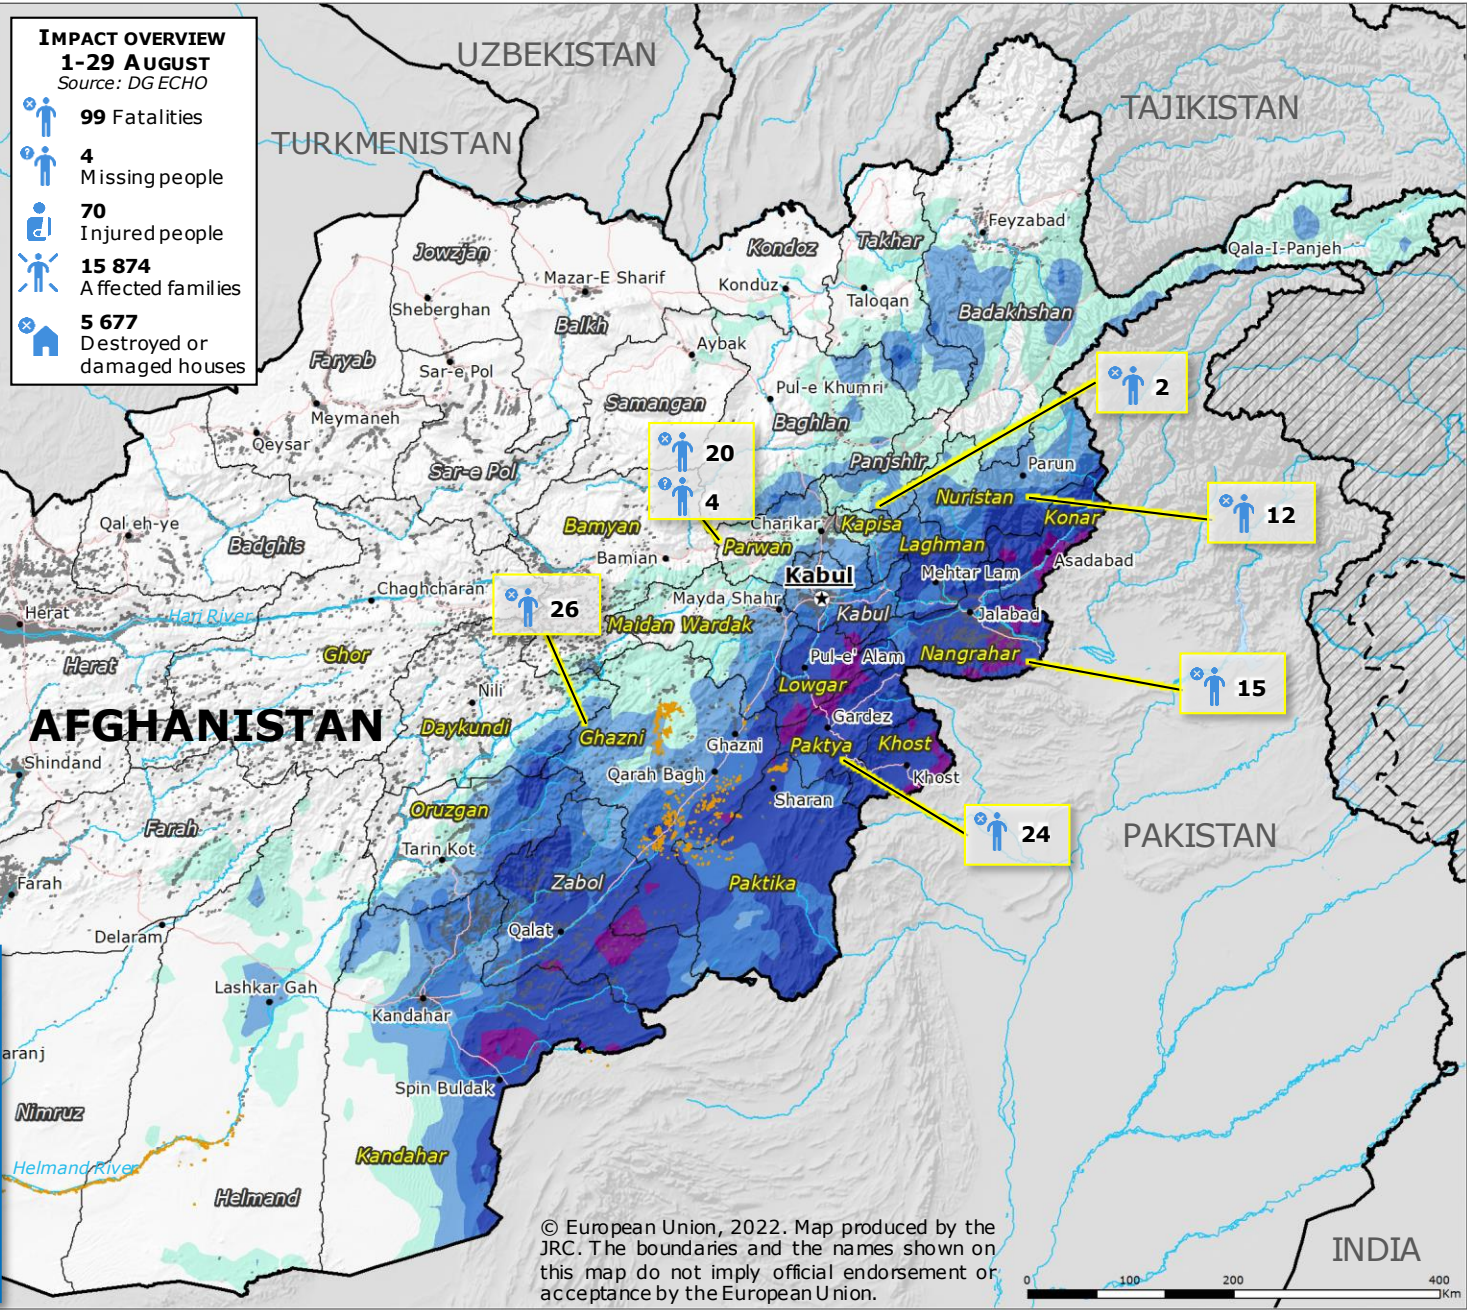 IMPACT OVERVIEW
1-29 AUGUST
Source: DG ECHO
99 Fatalities
4
Missing people
70
Injured people
15 874
Affected families
5 677
Destroyed or
damaged houses
UZBEKISTAN
TURKMENISTAN
TAJIKISTAN
Feyzabad
Qala-I-Panjeh
Jowzjan
Kondoz
Takhar
Mazar-E Sharif
Konduz
Taloqan
Sheberghan
Balkh
Badakhshan
Aybak
Faryab
Sar-e Pol
Pul-e Khumri
2
Samangan
Meymaneh
Baghlan
Qeysar
20
Sar-e Pol
Panjshir
Parun
4
Nuristan
12
Qal eh-ye
Bamyan
Charikar
Kapisa
Konar
Badghis
Parwan
Laghman
Bamian
Asadabad
Kabul
Mehtar Lam
Chaghcharan
Mayda Shahr
26
Herat
Hari River
Maidan Wardak
Kabul
Jalabad
Herat
Ghor
Pul-e' Alam
Nangrahar
Lowgar
15
Nili
AFGHANISTAN
Daykundi
Ghazni
Gardez
Ghazni
Paktya
Khost
Shindand
Qarah Bagh
Khost
Sharan
Oruzgan
Farah
24
PAKISTAN
Tarin Kot
Farah
Zabol
Paktika
Delaram
Qalat
Lashkar Gah
Kandahar
aranj
Spin Buldak
Nimruz
Kandahar
Helmand River
Helmand
© European Union, 2022. Map produced by the
JRC. The boundaries and the names shown on
this map do not imply official endorsement or
acceptance by the European Union.
INDIA
0 100 200 400
Km